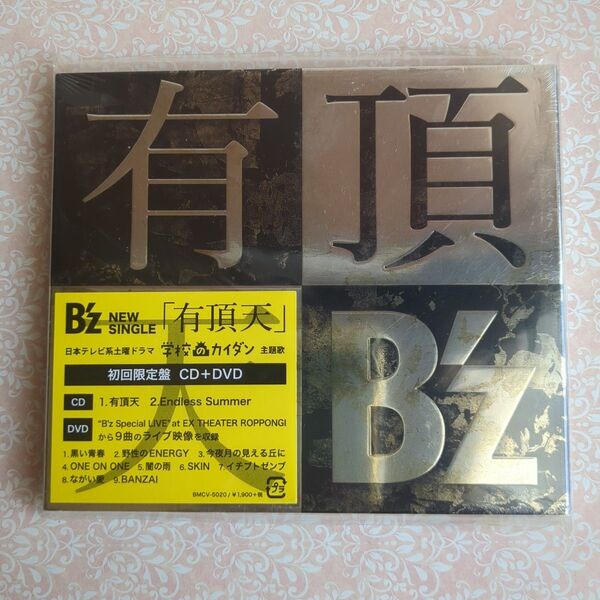 有頂
天B'z
B'z NEW SINGLE「有頂天」
日本テレビ系土曜ドラマ 学校のカイダン 主題歌
初回限定盤 CD+DVD
CD 1.有頂天 2.Endless Summer
DVD "B'z Special LIVE" at EX THEATER ROPPONGI
から9曲のライブ映像を収録
1.黒い青春 2.野性のENERGY 3.今夜月の見える丘に
4.ONE ON ONE 5.闇の雨 6.SKIN 7.イチブトゼンブ
8.ながい愛 9.BANZAI
BMCV-5020 / ¥1,900+税
プラ